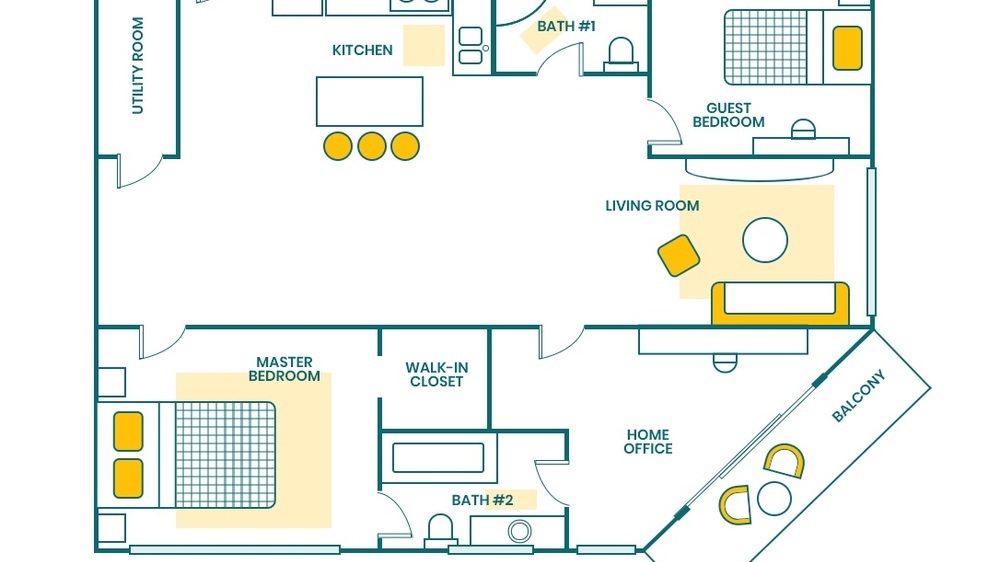 UTILITY ROOM
KITCHEN
BATH #1
GUEST
BEDROOM
LIVING ROOM
MASTER
BEDROOM
WALK-IN
CLOSET
HOME
OFFICE
BALCONY
BATH #2